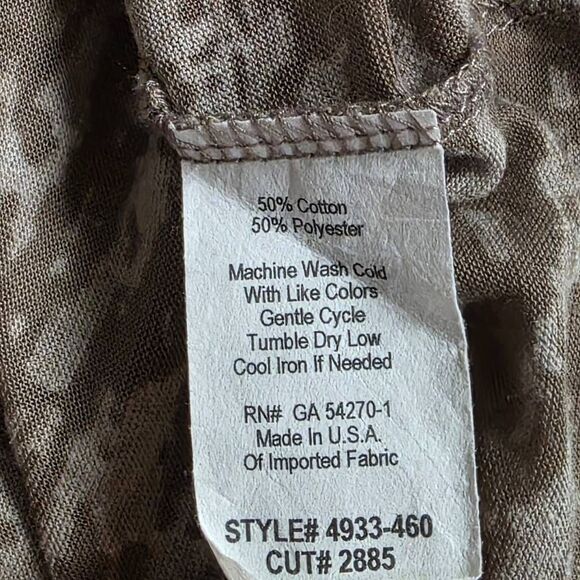 50% Cotton
50% Polyester
Machine Wash Cold
With Like Colors
Gentle Cycle
Tumble Dry Low
Cool Iron If Needed
RN# GA 54270-1
Made In U.S.A.
Of Imported Fabric
STYLE# 4933-460
CUT# 2885